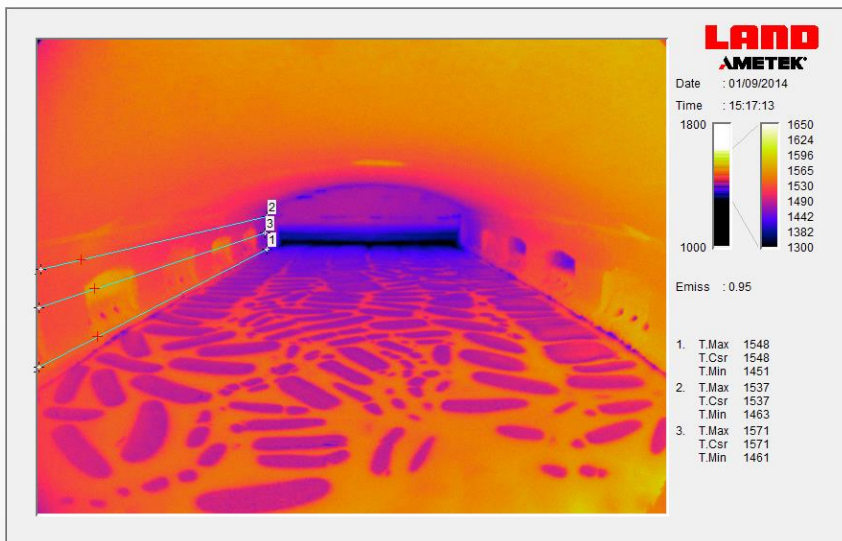 LAND
AMETEK®
Date : 01/09/2014
Time : 15:17:13
1800
1000
1650
1624
1596
1565
1530
1490
1442
1382
1300
Emiss : 0.95
1. T.Max 1548
T.Csr 1548
T.Min 1451
2. T.Max 1537
T.Csr 1537
T.Min 1463
3. T.Max 1571
T.Csr 1571
T.Min 1461
2
3
1